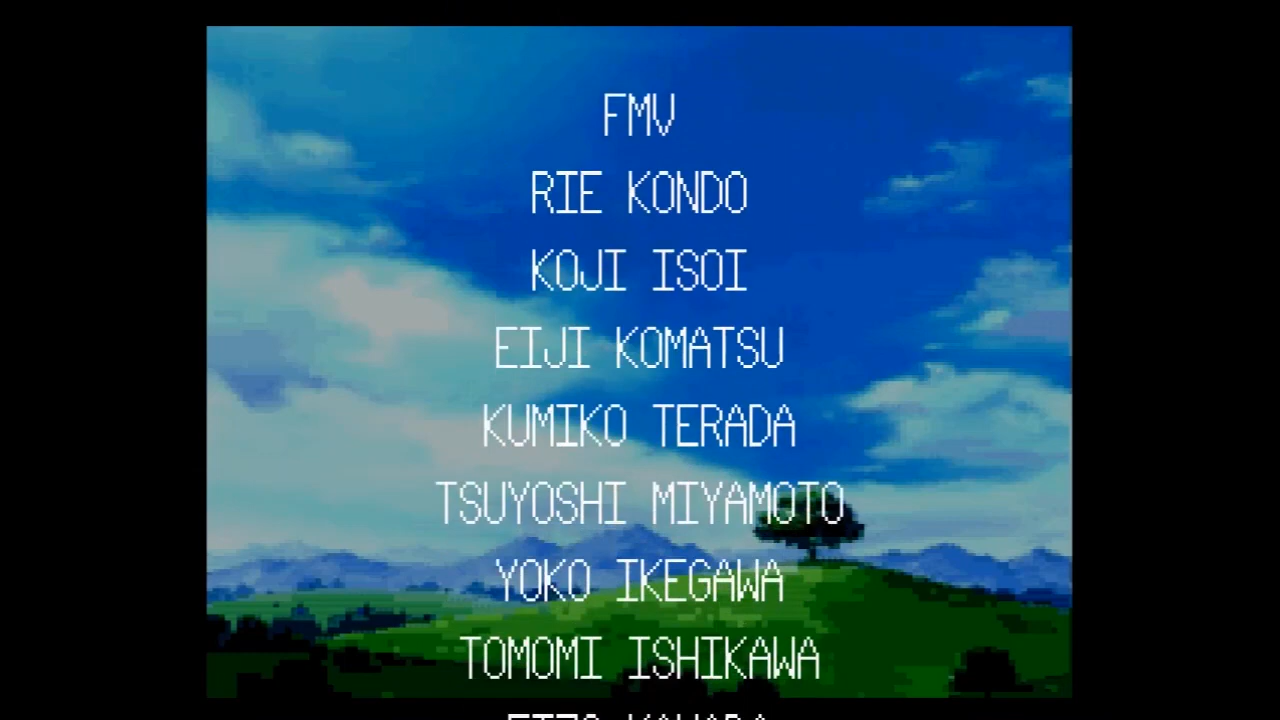 FMV
RIE KONDO
KOJI ISOI
EIJI KOMATSU
KUMIKO TERADA
TSUYOSHI MIYAMOTO
YOKO IKEGAWA
TOMOMI ISHIKAWA